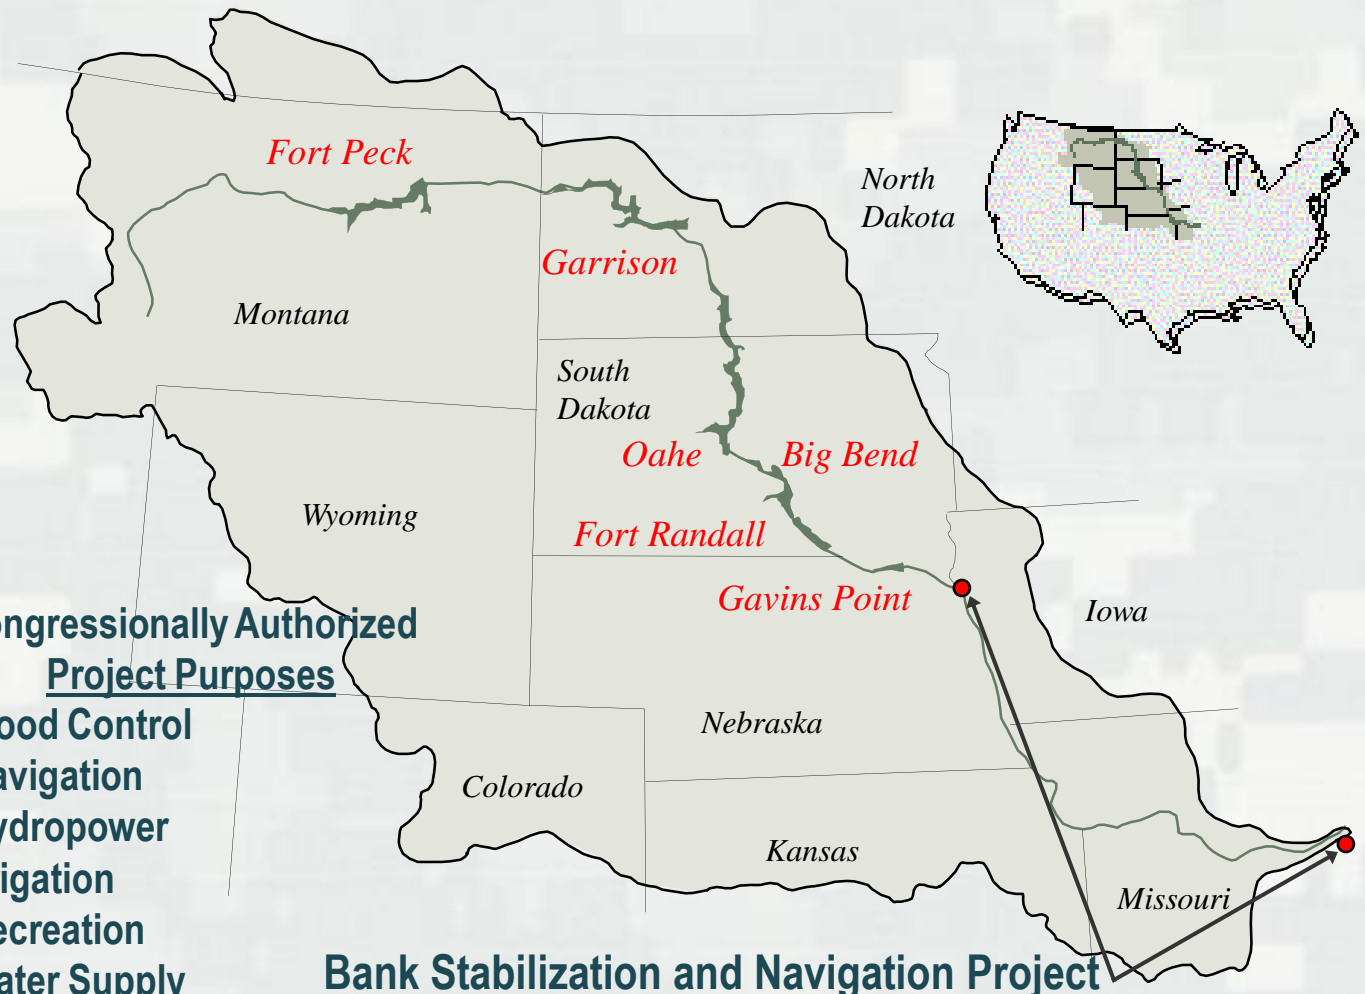 Fort Peck
North
Dakota
Garrison
Montana
South
Dakota
Oahe
Big Bend
Wyoming
Fort Randall
Gavins Point
Iowa
ongressionally Authorized
Project Purposes
ood Control
avigation
ydropower
igation
ecreation
ater Supply
Nebraska
Colorado
Kansas
Missouri
Bank Stabilization and Navigation Project